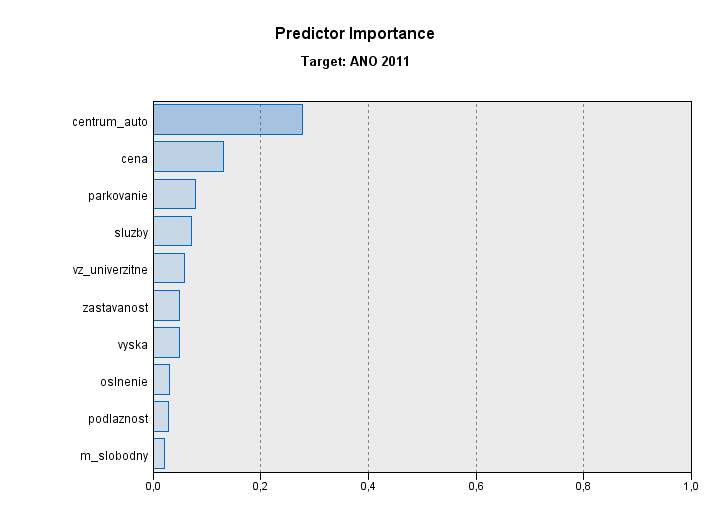 Predictor Importance
Target: ANO 2011
centrum_auto
cena
parkovanie
sluzby
vz_univerzitne
zastavanost
vyska
oslnenie
podlaznost
m_slobodny
0,0 0,2 0,4 0,6 0,8 1,0